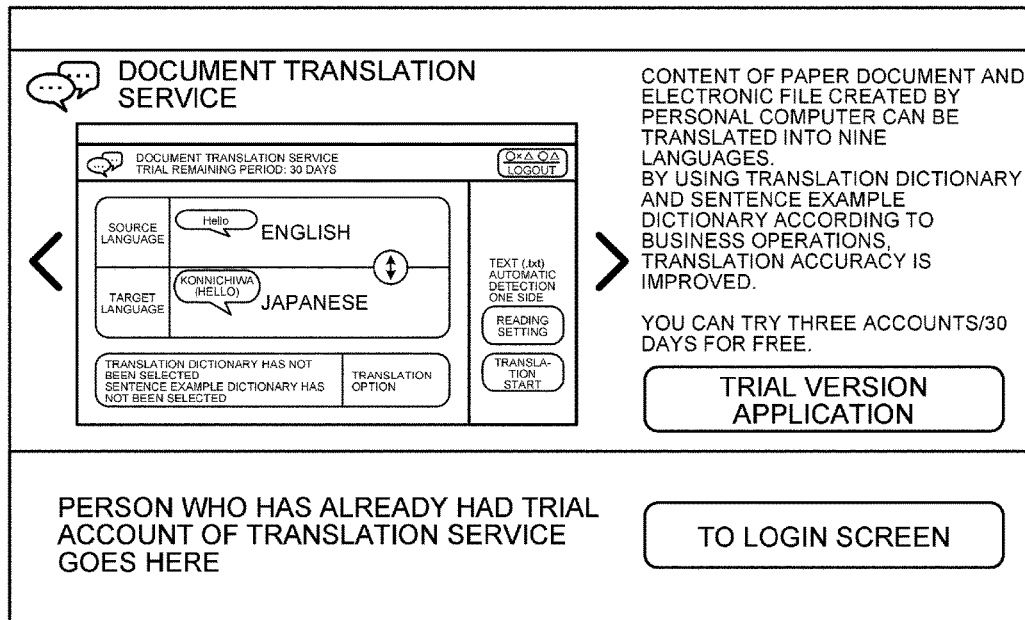 DOCUMENT TRANSLATION
SERVICE
DOCUMENT TRANSLATION SERVICE
TRIAL REMAINING PERIOD: 30 DAYS
O×△ O△
LOGOUT
SOURCE
LANGUAGE
Hello
ENGLISH
TARGET
LANGUAGE
KONNICHIWA
(HELLO)
JAPANESE
TRANSLATION DICTIONARY HAS NOT
BEEN SELECTED
SENTENCE EXAMPLE DICTIONARY HAS
NOT BEEN SELECTED
TRANSLATION
OPTION
TEXT (.txt)
AUTOMATIC
DETECTION
ONE SIDE
READING
SETTING
TRANSLA-
TION
START
CONTENT OF PAPER DOCUMENT AND
ELECTRONIC FILE CREATED BY
PERSONAL COMPUTER CAN BE
TRANSLATED INTO NINE
LANGUAGES.
BY USING TRANSLATION DICTIONARY
AND SENTENCE EXAMPLE
DICTIONARY ACCORDING TO
BUSINESS OPERATIONS,
TRANSLATION ACCURACY IS
IMPROVED.
YOU CAN TRY THREE ACCOUNTS/30
DAYS FOR FREE.
TRIAL VERSION
APPLICATION
PERSON WHO HAS ALREADY HAD TRIAL
ACCOUNT OF TRANSLATION SERVICE
GOES HERE
TO LOGIN SCREEN